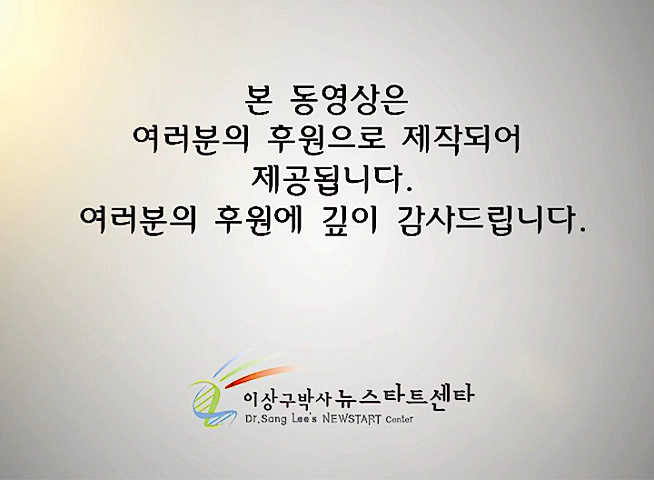 본 동영상은
여러분의 후원으로 제작되어
제공됩니다.
여러분의 후원에 깊이 감사드립니다.
이상구박사 뉴스타트센타
Dr.Sang Lee's NEWSTART Center